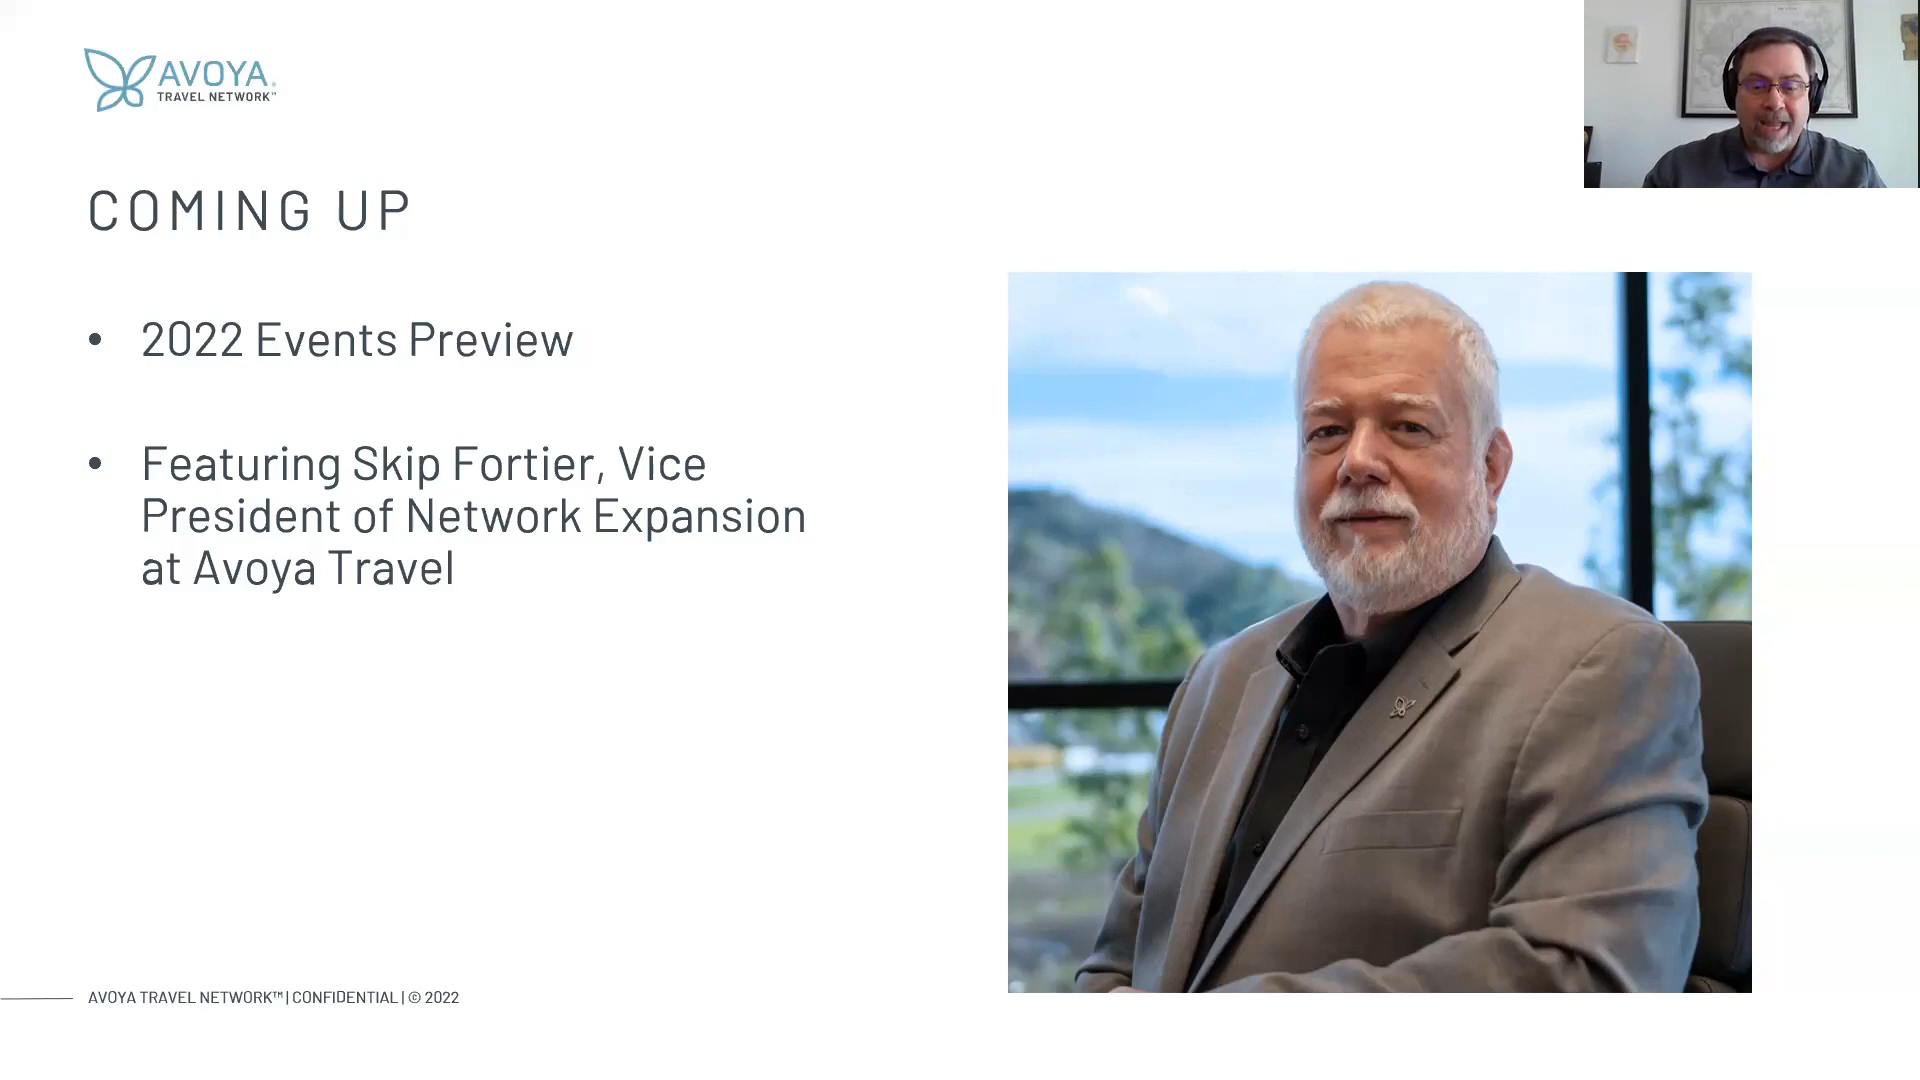 AVOYA
TRAVEL NETWORK™
COMING UP
• 2022 Events Preview
• Featuring Skip Fortier, Vice
President of Network Expansion
at Avoya Travel
AVOYA TRAVEL NETWORK™ | CONFIDENTIAL | © 2022